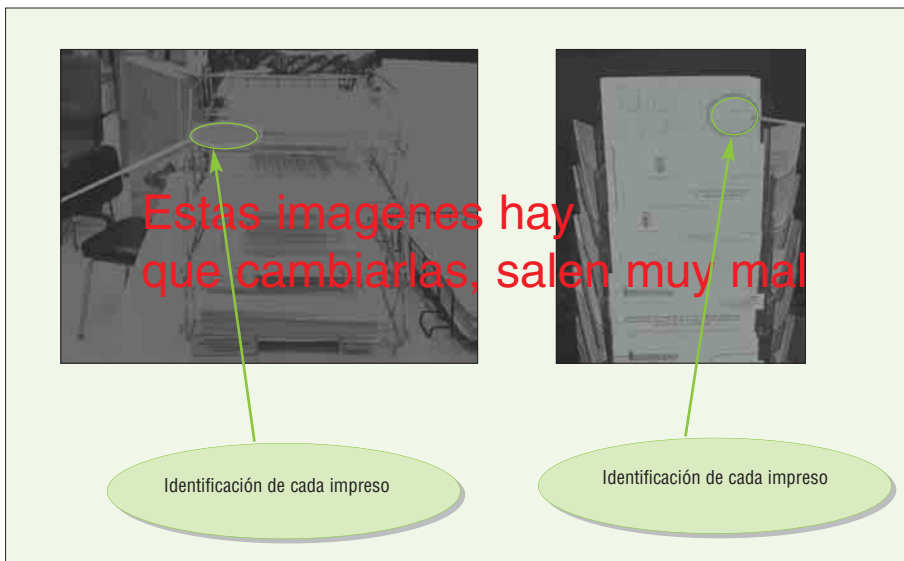 Estas imagenes hay
que cambiarlas, salen muy mal
Identificación de cada impreso
Identificación de cada impreso